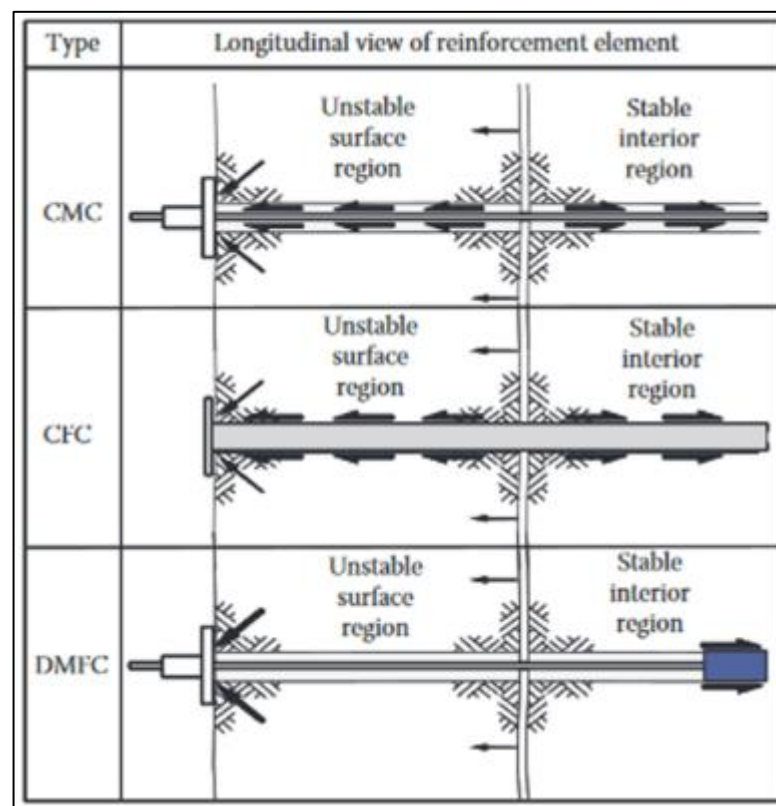 Type Longitudinal view of reinforcement element
Unstable
surface
region
Stable
interior
region
CMC
Unstable
surface
region
Stable
interior
region
CFC
Unstable
surface
region
Stable
interior
region
DMFC